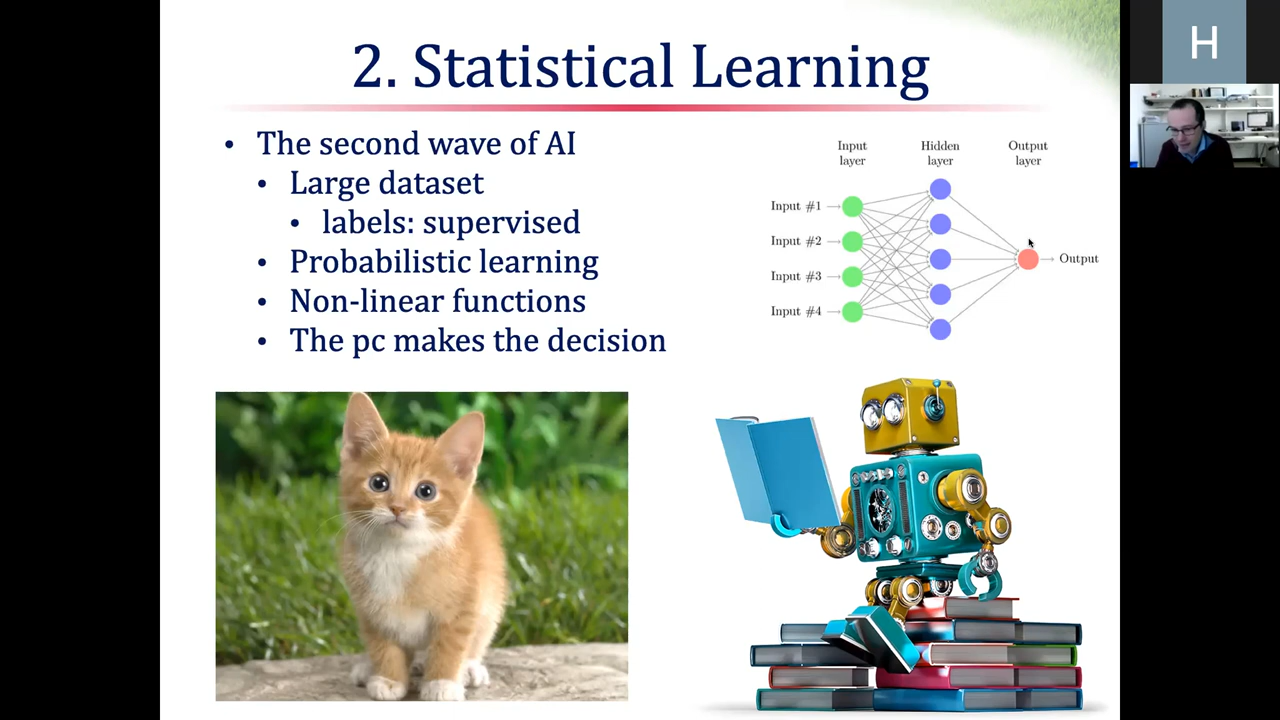 2. Statistical Learning
• The second wave of AI
• Large dataset
• labels: supervised
• Probabilistic learning
• Non-linear functions
• The pc makes the decision
Input
layer
Hidden
layer
Output
layer
Input #1
Input #2
Input #3
Input #4
Output
H